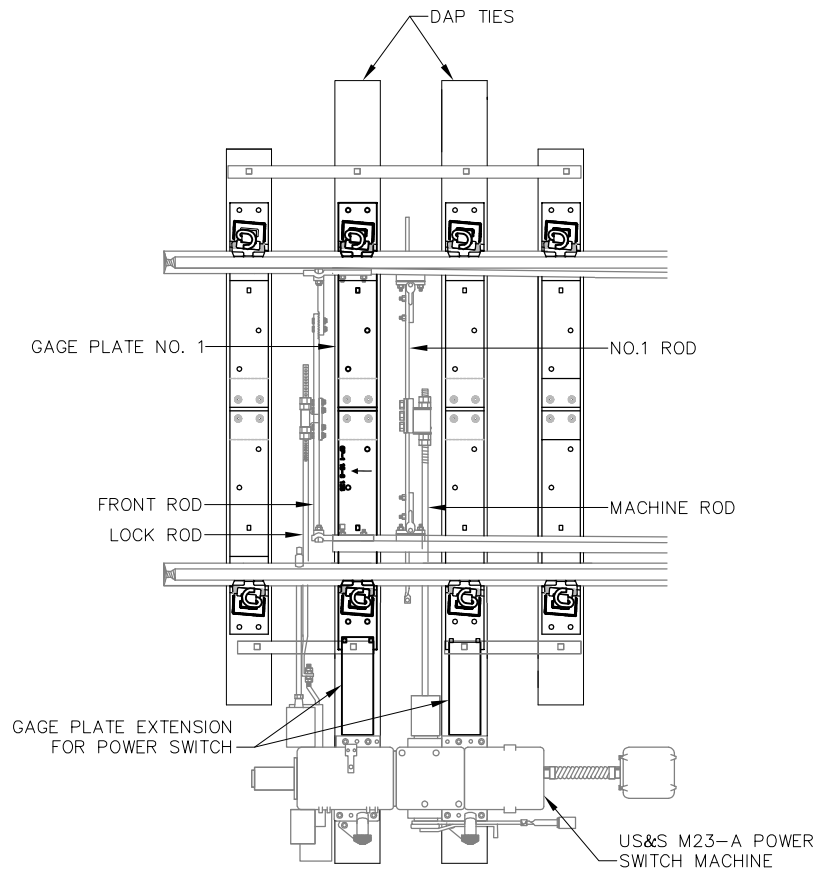 DAP TIES
GAGE PLATE NO. 1
NO.1 ROD
FRONT ROD
LOCK ROD
MACHINE ROD
GAGE PLATE EXTENSION
FOR POWER SWITCH
US&S M23-A POWER
SWITCH MACHINE